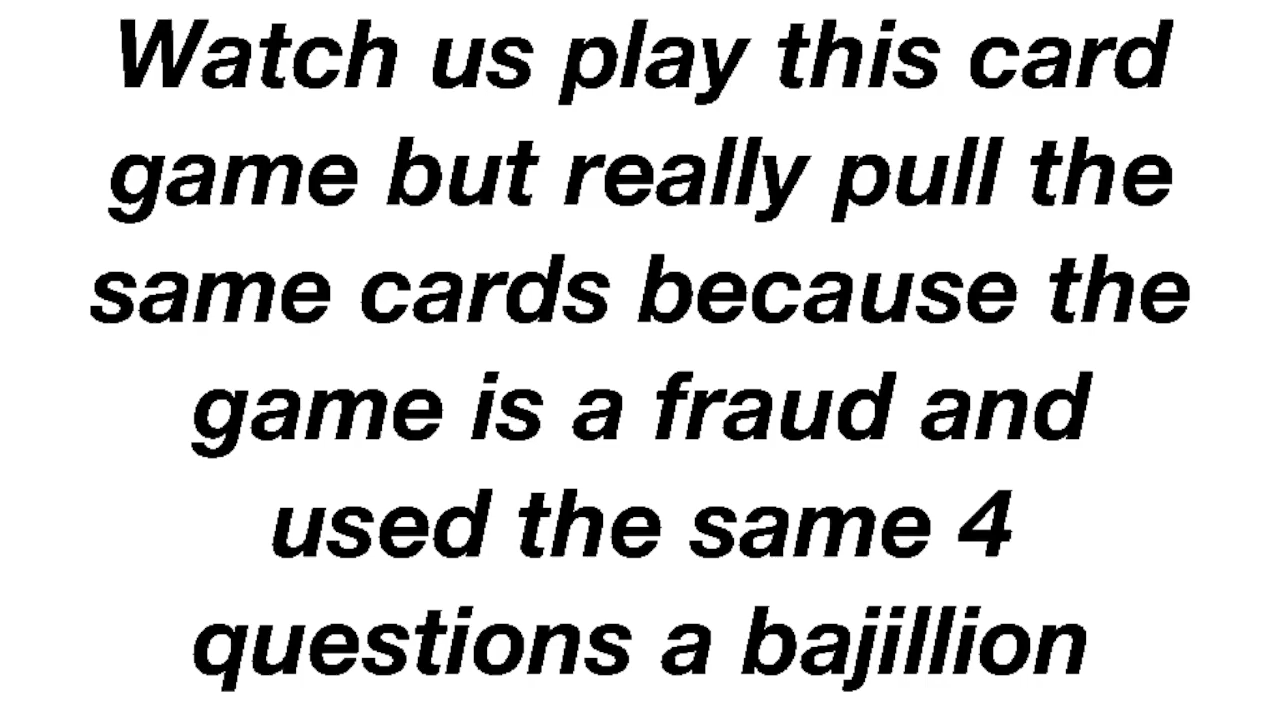 Watch us play this card
game but really pull the
same cards because the
game is a fraud and
used the same 4
questions a bajillion